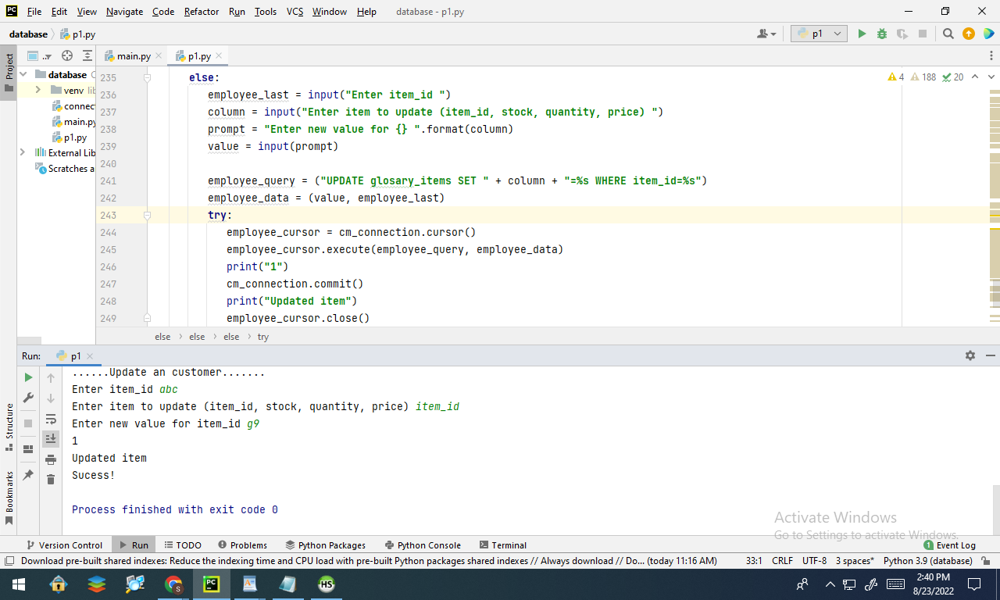 PC File Edit View Navigate Code Refactor Run Tools VCS Window Help database - p1.py
database p1.py p1
Project main.py p1.py
database
venv lib
connec
main.py
p1.py
External Lib
Scratches a
4 188 20
235 else:
236 employee_last = input("Enter item_id ")
237 column = input("Enter item to update (item_id, stock, quantity, price) ")
238 prompt = "Enter new value for {} ".format(column)
239 value = input(prompt)
240
241 employee_query = ("UPDATE glosary_items SET " + column + "=%s WHERE item_id=%s")
242 employee_data = (value, employee_last)
243 try:
244 employee_cursor = cm_connection.cursor()
245 employee_cursor.execute(employee_query, employee_data)
246 print("1")
247 cm_connection.commit()
248 print("Updated item")
249 employee_cursor.close()
else else else try
Run: p1
......Update an customer.......
Enter item_id abc
Enter item to update (item_id, stock, quantity, price) item_id
Enter new value for item_id g9
1
Updated item
Sucess!
Process finished with exit code 0
Structure
Bookmarks
Activate Windows
Go to Settings to activate Windows.
Version Control Run TODO Problems Python Packages Python Console Terminal 1 Event Log
Download pre-built shared indexes: Reduce the indexing time and CPU load with pre-built Python packages shared indexes // Always download // Do... (today 11:16 AM) 33:1 CRLF UTF-8 3 spaces* Python 3.9 (database)
S PC HS 2:40 PM
8/23/2022